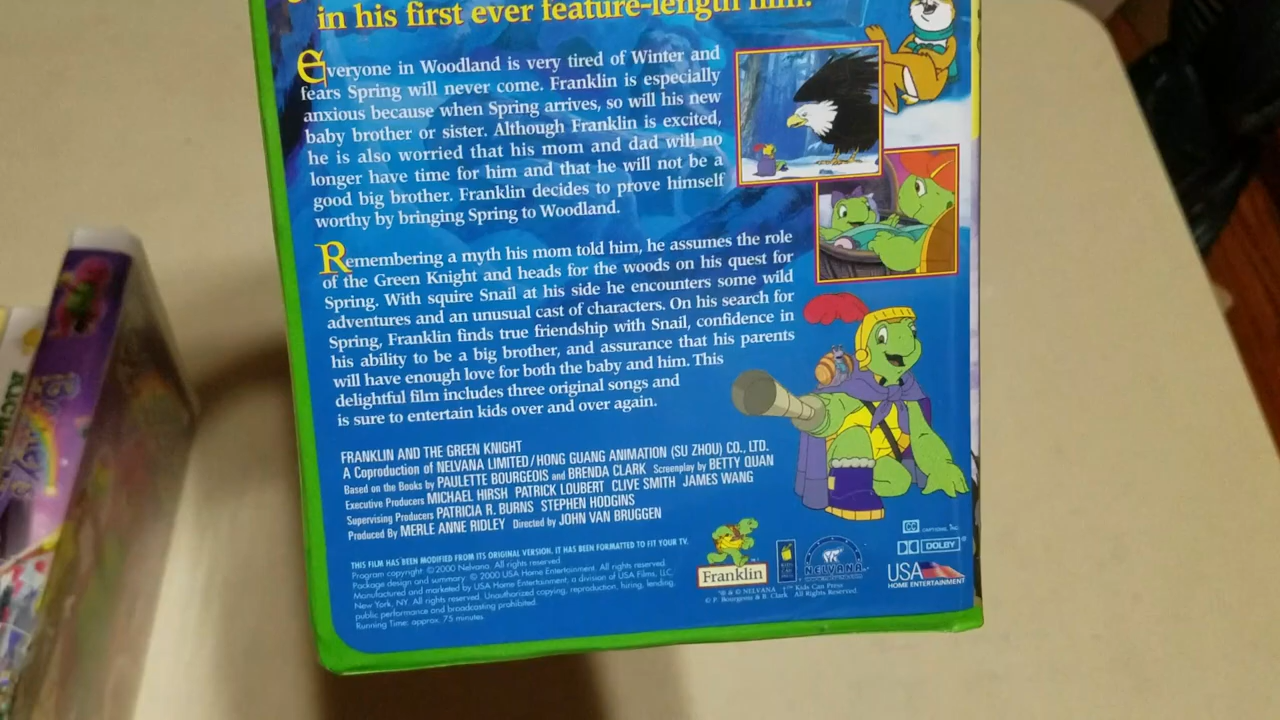 in his first ever feature-length film.
Everyone in Woodland is very tired of Winter and
fears Spring will never come. Franklin is especially
anxious because when Spring arrives, so will his new
baby brother or sister. Although Franklin is excited,
he is also worried that his mom and dad will no
longer have time for him and that he will not be a
good big brother. Franklin decides to prove himself
worthy by bringing Spring to Woodland.
Remembering a myth his mom told him, he assumes the role
of the Green Knight and heads for the woods on his quest for
Spring. With squire Snail at his side he encounters some wild
adventures and an unusual cast of characters. On his search for
Spring, Franklin finds true friendship with Snail, confidence in
his ability to be a big brother, and assurance that his parents
will have enough love for both the baby and him. This
delightful film includes three original songs and
is sure to entertain kids over and over again.
FRANKLIN AND THE GREEN KNIGHT
A Coproduction of NELVANA LIMITED/HONG GUANG ANIMATION (SU ZHOU) CO., LTD.
Based on the Books by PAULETTE BOURGEOIS and BRENDA CLARK Screenplay by BETTY QUAN
Executive Producers MICHAEL HIRSH PATRICK LOUBERT CLIVE SMITH JAMES WANG
Supervising Producers PATRICIA R. BURNS STEPHEN HODGINS
Produced By MERLE ANNE RIDLEY Directed by JOHN VAN BRUGGEN
THIS FILM HAS BEEN MODIFIED FROM ITS ORIGINAL VERSION. IT HAS BEEN FORMATTED TO FIT YOUR TV.
Program copyright ©2000 Nelvana. All rights reserved.
Package design and summary © 2000 USA Home Entertainment. All rights reserved.
Manufactured and marketed by USA Home Entertainment, a division of USA Films, LLC,
New York, NY. All rights reserved. Unauthorized copying, reproduction, hiring, lending,
public performance and broadcasting prohibited.
Running Time: approx. 75 minutes
Franklin
NELVANA
® & © NELVANA ™ Kids Can Press
© P. Bourgeois & B. Clark All Rights Reserved.
CC
DOLBY
USA
HOME ENTERTAINMENT
Barney's